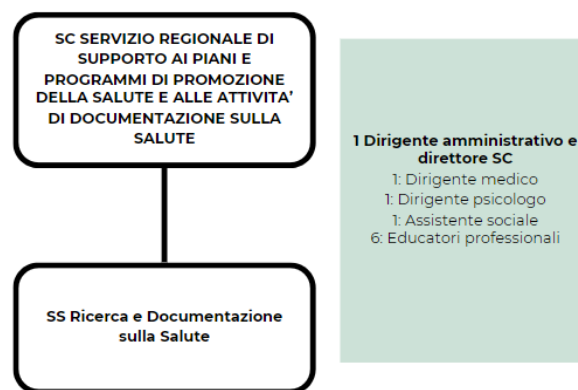 SC SERVIZIO REGIONALE DI
SUPPORTO AI PIANI E
PROGRAMMI DI PROMOZIONE
DELLA SALUTE E ALLE ATTIVITA'
DI DOCUMENTAZIONE SULLA
SALUTE
1 Dirigente amministrativo e
direttore SC
1: Dirigente medico
1: Dirigente psicologo
1: Assistente sociale
6: Educatori professionali
SS Ricerca e Documentazione
sulla Salute